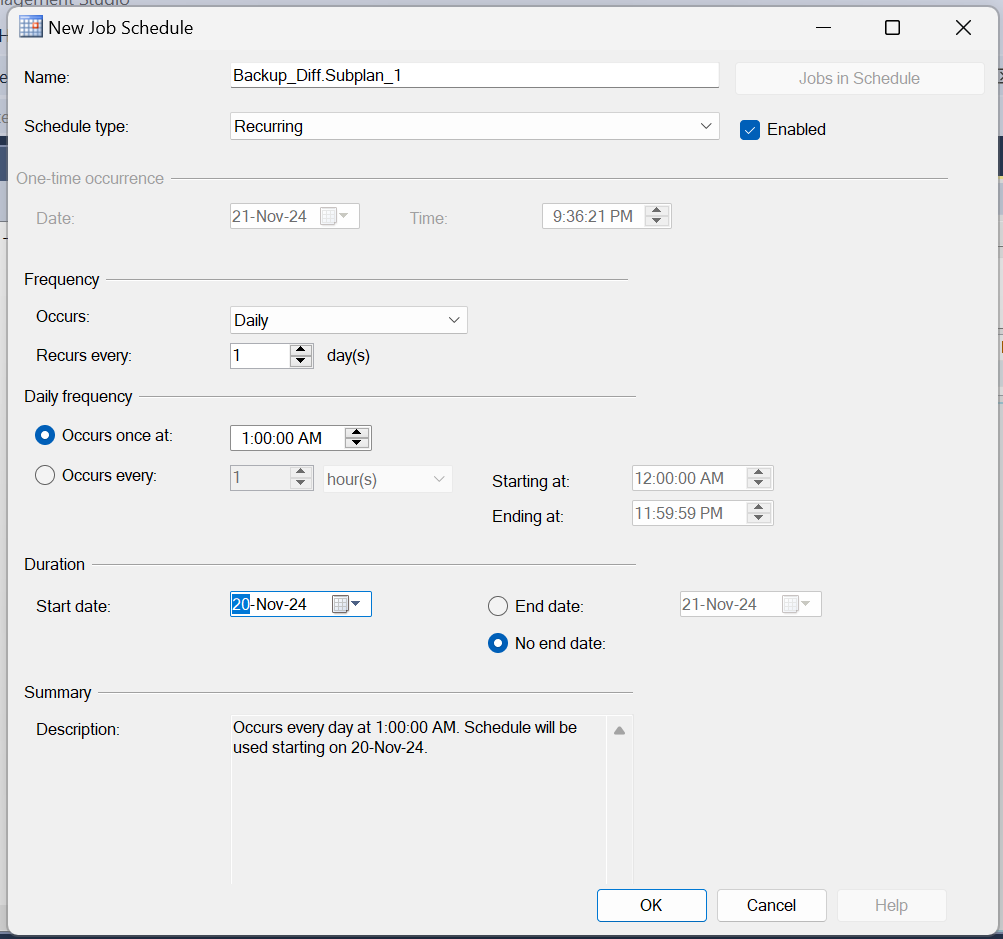 agement Studio
New Job Schedule
Name:
Backup_Diff.Subplan_1
Jobs in Schedule
Schedule type:
Recurring
Enabled
One-time occurrence
Date:
21-Nov-24
Time:
9:36:21 PM
Frequency
Occurs:
Daily
Recurs every:
1
day(s)
Daily frequency
Occurs once at:
1:00:00 AM
Occurs every:
1
hour(s)
Starting at:
12:00:00 AM
Ending at:
11:59:59 PM
Duration
Start date:
20-Nov-24
End date:
21-Nov-24
No end date:
Summary
Description:
Occurs every day at 1:00:00 AM. Schedule will be
used starting on 20-Nov-24.
OK
Cancel
Help